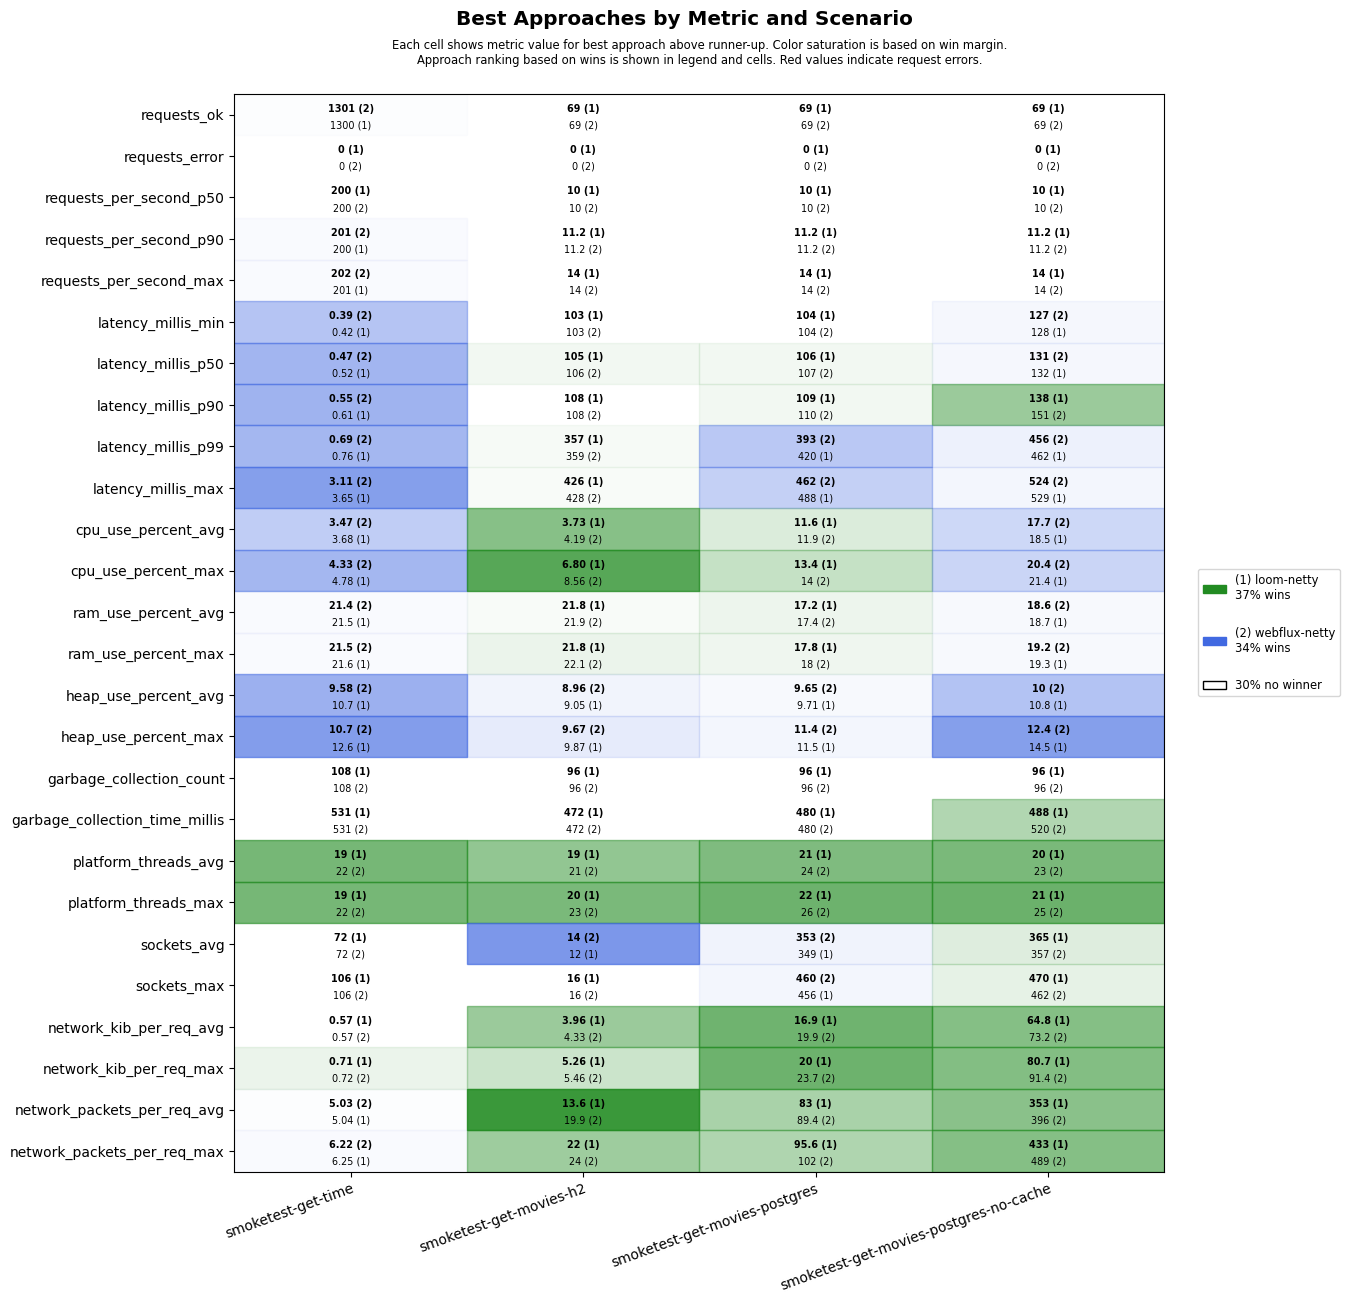 Best Approaches by Metric and Scenario
Each cell shows metric value for best approach above runner-up. Color saturation is based on win margin.
Approach ranking based on wins is shown in legend and cells. Red values indicate request errors.
requests_ok
1301 (2) 69 (1) 69 (1) 69 (1)
1300 (1) 69 (2) 69 (2) 69 (2)
requests_error
0 (1) 0 (1) 0 (1) 0 (1)
0 (2) 0 (2) 0 (2) 0 (2)
requests_per_second_p50
200 (1) 10 (1) 10 (1) 10 (1)
200 (2) 10 (2) 10 (2) 10 (2)
requests_per_second_p90
201 (2) 11.2 (1) 11.2 (1) 11.2 (1)
200 (1) 11.2 (2) 11.2 (2) 11.2 (2)
requests_per_second_max
202 (2) 14 (1) 14 (1) 14 (1)
201 (1) 14 (2) 14 (2) 14 (2)
latency_millis_min
0.39 (2) 103 (1) 104 (1) 127 (2)
0.42 (1) 103 (2) 104 (2) 128 (1)
latency_millis_p50
0.47 (2) 105 (1) 106 (1) 131 (2)
0.52 (1) 106 (2) 107 (2) 132 (1)
latency_millis_p90
0.55 (2) 108 (1) 109 (1) 138 (1)
0.61 (1) 108 (2) 110 (2) 151 (2)
latency_millis_p99
0.69 (2) 357 (1) 393 (2) 456 (2)
0.76 (1) 359 (2) 420 (1) 462 (1)
latency_millis_max
3.11 (2) 426 (1) 462 (2) 524 (2)
3.65 (1) 428 (2) 488 (1) 529 (1)
cpu_use_percent_avg
3.47 (2) 3.73 (1) 11.6 (1) 17.7 (2)
3.68 (1) 4.19 (2) 11.9 (2) 18.5 (1)
cpu_use_percent_max
4.33 (2) 6.80 (1) 13.4 (1) 20.4 (2)
4.78 (1) 8.56 (2) 14 (2) 21.4 (1)
ram_use_percent_avg
21.4 (2) 21.8 (1) 17.2 (1) 18.6 (2)
21.5 (1) 21.9 (2) 17.4 (2) 18.7 (1)
ram_use_percent_max
21.5 (2) 21.8 (1) 17.8 (1) 19.2 (2)
21.6 (1) 22.1 (2) 18 (2) 19.3 (1)
heap_use_percent_avg
9.58 (2) 8.96 (2) 9.65 (2) 10 (2)
10.7 (1) 9.05 (1) 9.71 (1) 10.8 (1)
heap_use_percent_max
10.7 (2) 9.67 (2) 11.4 (2) 12.4 (2)
12.6 (1) 9.87 (1) 11.5 (1) 14.5 (1)
garbage_collection_count
108 (1) 96 (1) 96 (1) 96 (1)
108 (2) 96 (2) 96 (2) 96 (2)
garbage_collection_time_millis
531 (1) 472 (1) 480 (1) 488 (1)
531 (2) 472 (2) 480 (2) 520 (2)
platform_threads_avg
19 (1) 19 (1) 21 (1) 20 (1)
22 (2) 21 (2) 24 (2) 23 (2)
platform_threads_max
19 (1) 20 (1) 22 (1) 21 (1)
22 (2) 23 (2) 26 (2) 25 (2)
sockets_avg
72 (1) 14 (2) 353 (2) 365 (1)
72 (2) 12 (1) 349 (1) 357 (2)
sockets_max
106 (1) 16 (1) 460 (2) 470 (1)
106 (2) 16 (2) 456 (1) 462 (2)
network_kib_per_req_avg
0.57 (1) 3.96 (1) 16.9 (1) 64.8 (1)
0.57 (2) 4.33 (2) 19.9 (2) 73.2 (2)
network_kib_per_req_max
0.71 (1) 5.26 (1) 20 (1) 80.7 (1)
0.72 (2) 5.46 (2) 23.7 (2) 91.4 (2)
network_packets_per_req_avg
5.03 (2) 13.6 (1) 83 (1) 353 (1)
5.04 (1) 19.9 (2) 89.4 (2) 396 (2)
network_packets_per_req_max
6.22 (2) 22 (1) 95.6 (1) 433 (1)
6.25 (1) 24 (2) 102 (2) 489 (2)
smoketest-get-time
smoketest-get-movies-h2
smoketest-get-movies-postgres
smoketest-get-movies-postgres-no-cache
(1) loom-netty
37% wins
(2) webflux-netty
34% wins
30% no winner